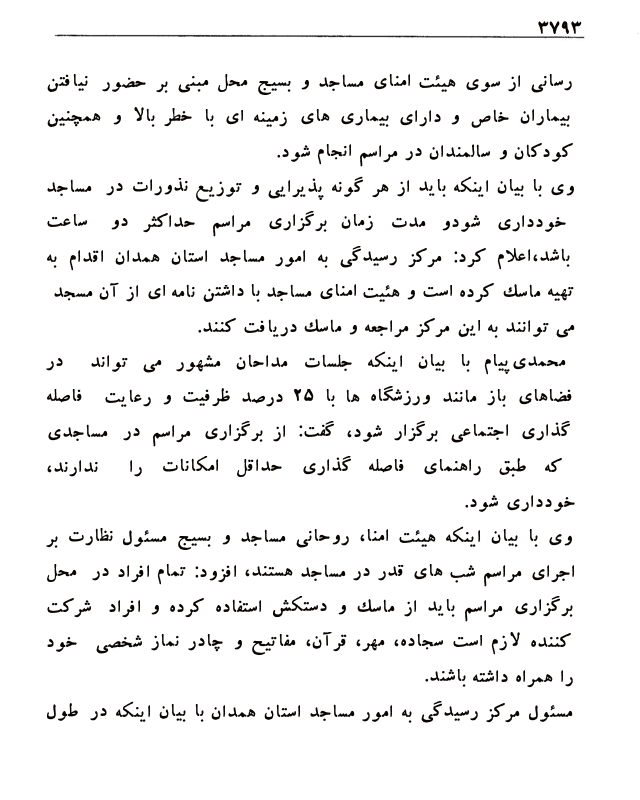 ۳۷۹۳
رسانی از سوی هیئت امنای مساجد و بسیج محل مبنی بر حضور نیافتن
بیماران خاص و دارای بیماری های زمینه ای با خطر بالا و همچنین
کودکان و سالمندان در مراسم انجام شود.
وی با بیان اینکه باید از هر گونه پذیرایی و توزیع نذورات در مساجد
خودداری شودو مدت زمان برگزاری مراسم حداکثر دو ساعت
باشد،اعلام کرد: مرکز رسیدگی به امور مساجد استان همدان اقدام به
تهیه ماسک کرده است و هئیت امنای مساجد با داشتن نامه ای از آن مسجد
می توانند به این مرکز مراجعه و ماسک دریافت کنند.
محمدی‌پیام با بیان اینکه جلسات مداحان مشهور می تواند در
فضاهای باز مانند ورزشگاه ها با ۲۵ درصد ظرفیت و رعایت فاصله
گذاری اجتماعی برگزار شود، گفت: از برگزاری مراسم در مساجدی
که طبق راهنمای فاصله گذاری حداقل امکانات را ندارند،
خودداری شود.
وی با بیان اینکه هیئت امنا، روحانی مساجد و بسیج مسئول نظارت بر
اجرای مراسم شب های قدر در مساجد هستند، افزود: تمام افراد در محل
برگزاری مراسم باید از ماسک و دستکش استفاده کرده و افراد شرکت
کننده لازم است سجاده، مهر، قرآن، مفاتیح و چادر نماز شخصی خود
را همراه داشته باشند.
مسئول مرکز رسیدگی به امور مساجد استان همدان با بیان اینکه در طول